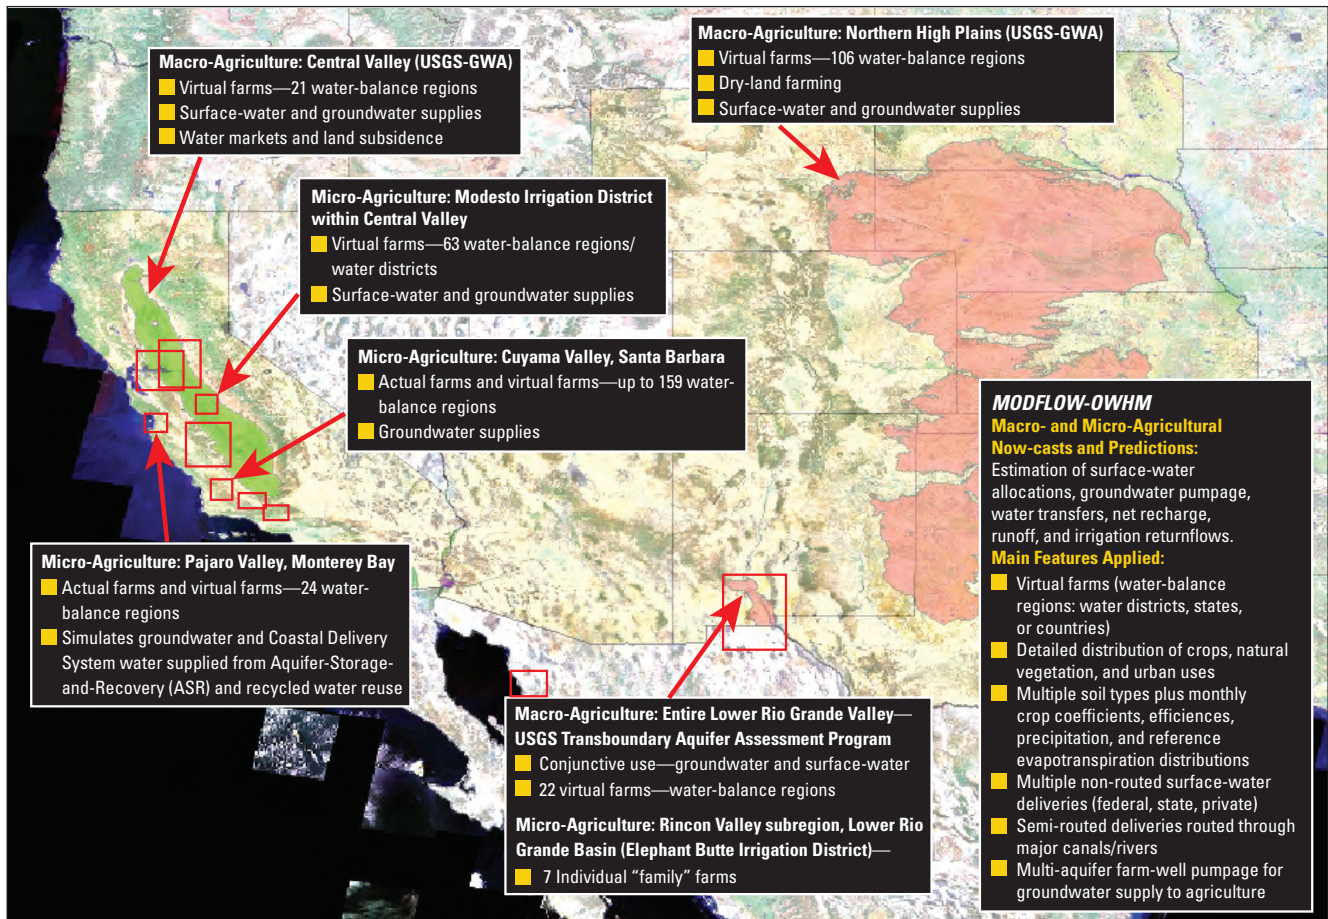 Macro-Agriculture: Central Valley (USGS-GWA)
Virtual farms—21 water-balance regions
Surface-water and groundwater supplies
Water markets and land subsidence
Macro-Agriculture: Northern High Plains (USGS-GWA)
Virtual farms—106 water-balance regions
Dry-land farming
Surface-water and groundwater supplies
Micro-Agriculture: Modesto Irrigation District
within Central Valley
Virtual farms—63 water-balance regions/
water districts
Surface-water and groundwater supplies
Micro-Agriculture: Cuyama Valley, Santa Barbara
Actual farms and virtual farms—up to 159 water-
balance regions
Groundwater supplies
Micro-Agriculture: Pajaro Valley, Monterey Bay
Actual farms and virtual farms—24 water-
balance regions
Simulates groundwater and Coastal Delivery
System water supplied from Aquifer-Storage-
and-Recovery (ASR) and recycled water reuse
Macro-Agriculture: Entire Lower Rio Grande Valley—
USGS Transboundary Aquifer Assessment Program
Conjunctive use—groundwater and surface-water
22 virtual farms—water-balance regions
Micro-Agriculture: Rincon Valley subregion, Lower Rio
Grande Basin (Elephant Butte Irrigation District)—
7 Individual “family” farms
MODFLOW-OWHM
Macro- and Micro-Agricultural
Now-casts and Predictions:
Estimation of surface-water
allocations, groundwater pumpage,
water transfers, net recharge,
runoff, and irrigation returnflows.
Main Features Applied:
Virtual farms (water-balance
regions: water districts, states,
or countries)
Detailed distribution of crops, natural
vegetation, and urban uses
Multiple soil types plus monthly
crop coefficients, efficiences,
precipitation, and reference
evapotranspiration distributions
Multiple non-routed surface-water
deliveries (federal, state, private)
Semi-routed deliveries routed through
major canals/rivers
Multi-aquifer farm-well pumpage for
groundwater supply to agriculture